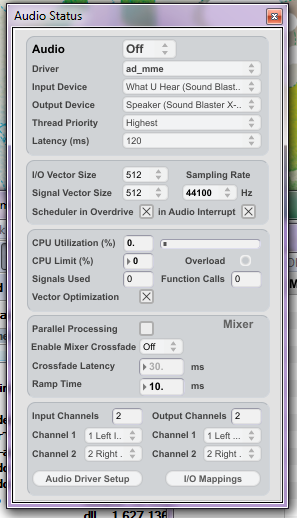 Audio Status
Audio Off
Driver ad_mme
Input Device What U Hear (Sound Blast..
Output Device Speaker (Sound Blaster X-..
Thread Priority Highest
Latency (ms) 120
I/O Vector Size 512 Sampling Rate
Signal Vector Size 512 44100 Hz
Scheduler in Overdrive in Audio Interrupt
CPU Utilization (%) 0.
CPU Limit (%) 0 Overload
Signals Used 0 Function Calls 0
Vector Optimization
Parallel Processing Mixer
Enable Mixer Crossfade Off
Crossfade Latency 30. ms
Ramp Time 10. ms
Input Channels 2 Output Channels 2
Channel 1 1 Left I.. Channel 1 1 Left ...
Channel 2 2 Right . Channel 2 2 Right .
Audio Driver Setup I/O Mappings
dll 1,627,136